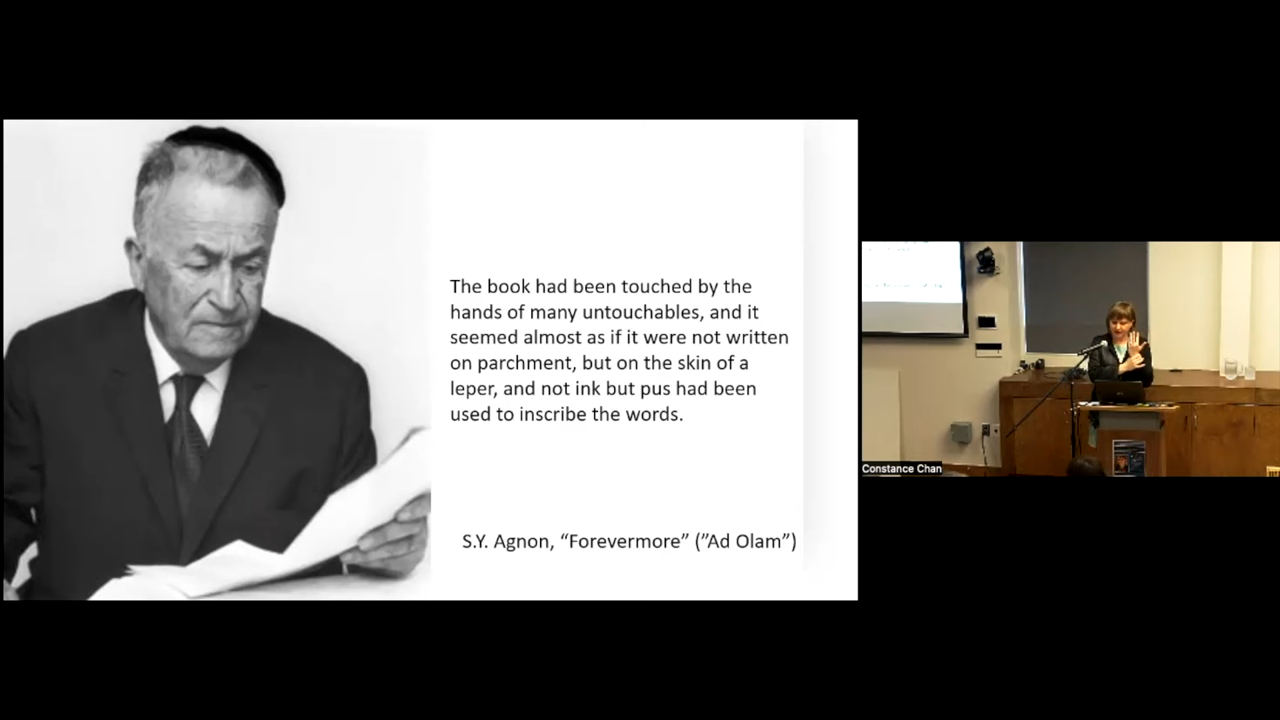 The book had been touched by the
hands of many untouchables, and it
seemed almost as if it were not written
on parchment, but on the skin of a
leper, and not ink but pus had been
used to inscribe the words.
S.Y. Agnon, “Forevermore” (”Ad Olam”)
Constance Chan